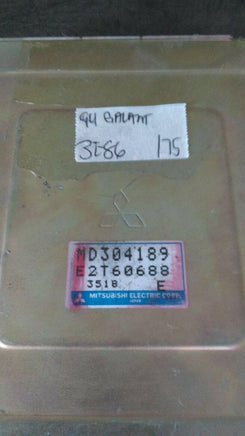 94 GALANT
3E86 175
MD304189
E2T60688
3518 E
MITSUBISHI ELECTRIC CORP.